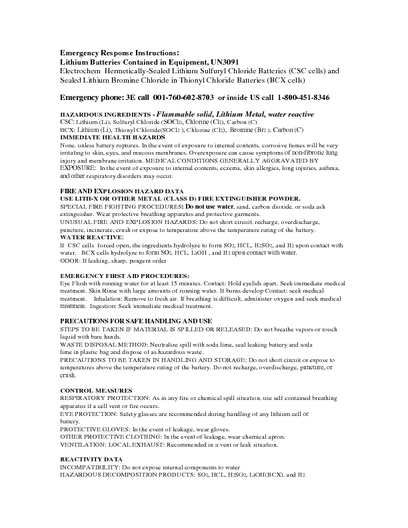 Emergency Response Instructions:
Lithium Batteries Contained in Equipment, UN3091
Electrochem Hermetically-Sealed Lithium Sulfuryl Chloride Batteries (CSC cells) and
Sealed Lithium Bromine Chloride in Thionyl Chloride Batteries (BCX cells)
Emergency phone: 3E call 001-760-602-8703 or inside US call 1-800-451-8346
HAZARDOUS INGREDIENTS - Flammable solid, Lithium Metal, water reactive
CSC: Lithium (Li), Sulfuryl Chloride (SOCl2), Chlorine (Cl2), Carbon (C)
BCX: Lithium (Li), Thionyl Chloride(SOCl2 ), Chlorine (Cl2), Bromine (Br2 ), Carbon (C)
IMMEDIATE HEALTH HAZARDS
None, unless battery ruptures. In the event of exposure to internal contents, corrosive fumes will be very
irritating to skin, eyes, and mucous membranes. Overexposure can cause symptoms of non-fibrotic lung
injury and membrane irritation. MEDICAL CONDITIONS GENERALLY AGGRAVATED BY
EXPOSURE: In the event of exposure to internal contents, eczema, skin allergies, lung injuries, asthma,
and other respiratory disorders may occur.
FIRE AND EXPLOSION HAZARD DATA
USE LITH-X OR OTHER METAL (CLASS D) FIRE EXTINGUISHER POWDER.
SPECIAL FIRE FIGHTING PROCEDURES: Do not use water, sand, carbon dioxide, or soda ash
extinguisher. Wear protective breathing apparatus and protective garments.
UNUSUAL FIRE AND EXPLOSION HAZARDS: Do not short circuit, recharge, overdischarge,
puncture, incinerate, crush or expose to temperature above the temperature rating of the battery.
WATER REACTIVE:
If CSC cells forced open, the ingredients hydrolyze to form SO2, HCL, H2SO4, and H2 upon contact with
water. BCX cells hydrolyze to form SO2, HCL, LiOH , and H2 upon contact with water.
ODOR: If leaking, sharp, pungent order
EMERGENCY FIRST AID PROCEDURES:
Eye Flush with running water for at least 15 minutes. Contact: Hold eyelids apart. Seek immediate medical
treatment. Skin Rinse with large amounts of running water. If burns develop Contact: seek medical
treatment. Inhalation: Remove to fresh air. If breathing is difficult, administer oxygen and seek medical
treatment. Ingestion: Seek immediate medical treatment.
PRECAUTIONS FOR SAFE HANDLING AND USE
STEPS TO BE TAKEN IF MATERIAL IS SPILLED OR RELEASED: Do not breathe vapors or touch
liquid with bare hands.
WASTE DISPOSAL METHOD: Neutralize spill with soda lime, seal leaking battery and soda
lime in plastic bag and dispose of as hazardous waste.
PRECAUTIONS TO BE TAKEN IN HANDLING AND STORAGE: Do not short circuit or expose to
temperatures above the temperature rating of the battery. Do not recharge, overdischarge, puncture, or
crush.
CONTROL MEASURES
RESPIRATORY PROTECTION: As in any fire or chemical spill situation, use self contained breathing
apparatus if a cell vent or fire occurs.
EYE PROTECTION: Safety glasses are recommended during handling of any lithium cell or
battery.
PROTECTIVE GLOVES: In the event of leakage, wear gloves.
OTHER PROTECTIVE CLOTHING: In the event of leakage, wear chemical apron.
VENTILATION: LOCAL EXHAUST: Recommended in a vent or leak situation.
REACTIVITY DATA
INCOMPATIBILITY: Do not expose internal components to water
HAZARDOUS DECOMPOSITION PRODUCTS: SO2, HCL, H2SO4, LiOH(BCX), and H2